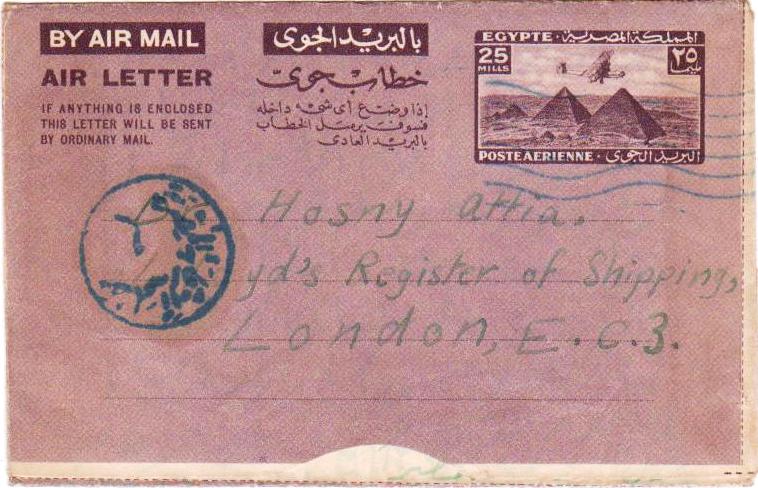 BY AIR MAIL
بالبريد الجوى
AIR LETTER
خطاب جوى
IF ANYTHING IS ENCLOSED
THIS LETTER WILL BE SENT
BY ORDINARY MAIL.
إذا وضع أى شئ داخله
فسوف يرسل الخطاب
بالبريد العادى
EGYPTE المملكة المصرية
25 MILLS
٢٥ مليما
POSTE AERIENNE البريد الجوى
Hosny Attia,
yd's Register of Shipping,
London, E.C.3.